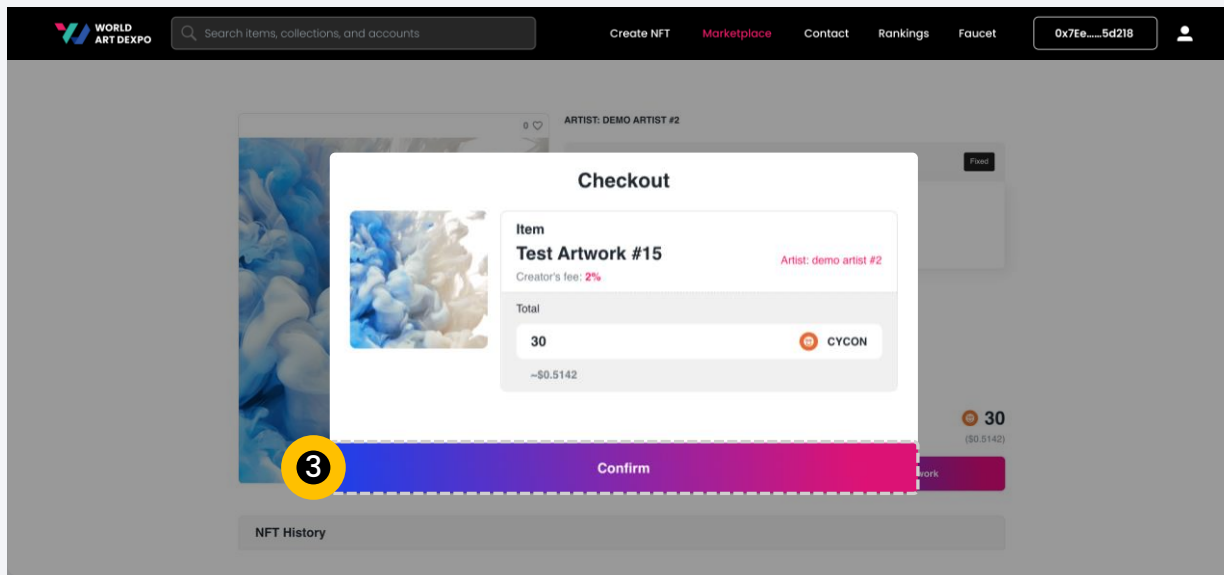 WORLD
ART DEXPO
Search items, collections, and accounts
Create NFT
Marketplace
Contact
Rankings
Faucet
0x7Ee......5d218
0
ARTIST: DEMO ARTIST #2
Fixed
Checkout
Item
Test Artwork #15
Artist: demo artist #2
Creator's fee: 2%
Total
30
CYCON
~$0.5142
30
($0.5142)
3
Confirm
work
NFT History